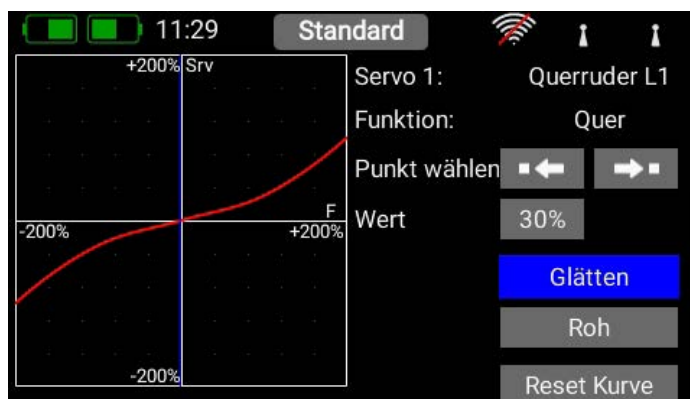 11:29 Standard
+200% Srv
Servo 1: Querruder L1
Funktion: Quer
Punkt wählen
F
-200% +200%
Wert 30%
Glätten
Roh
-200%
Reset Kurve